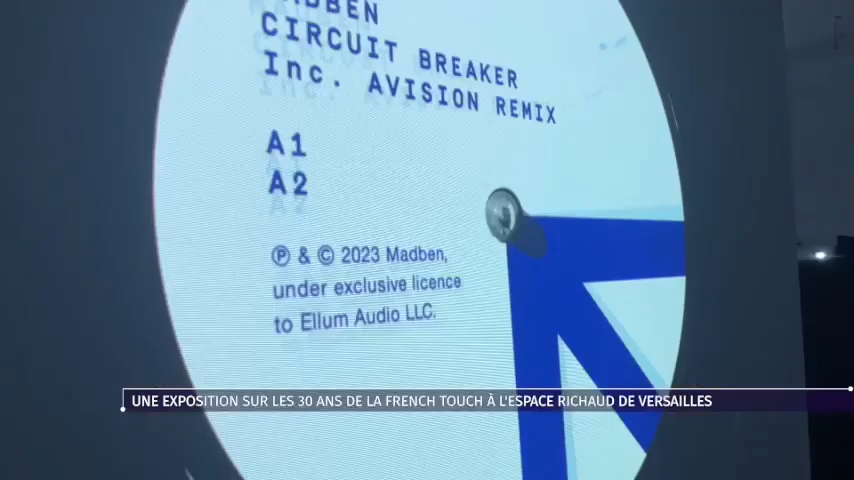 MADBEN
CIRCUIT BREAKER
Inc. AVISION REMIX
A1
A2
Ⓟ & © 2023 Madben,
under exclusive licence
to Ellum Audio LLC.
UNE EXPOSITION SUR LES 30 ANS DE LA FRENCH TOUCH À L'ESPACE RICHAUD DE VERSAILLES